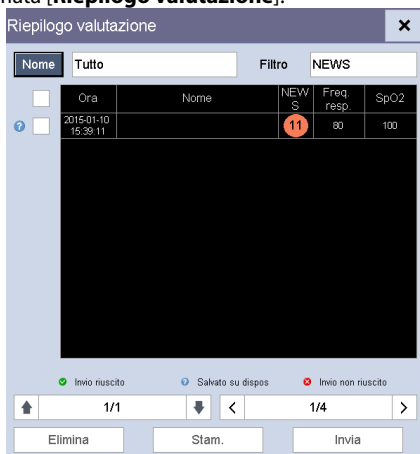 nata [Riepilogo valutazione].
Riepilogo valutazione ×
Nome Tutto Filtro NEWS
Ora Nome NEW
S Freq.
resp. SpO2
2015-01-10
15:39:11 11 80 100
Invio riuscito Salvato su dispos Invio non riuscito
1/1 < 1/4 >
Elimina Stam. Invia